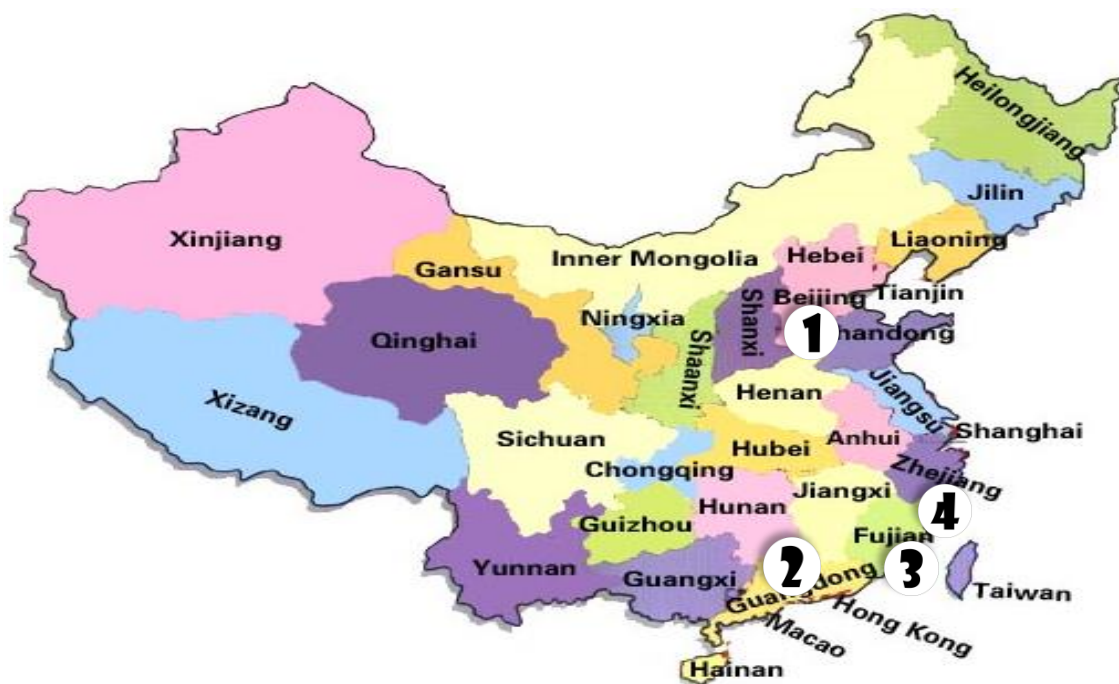 Heilongjiang
Jilin
Liaoning
Xinjiang
Hebei
Inner Mongolia
Gansu
Beijing
Tianjin
Ningxia
Shanxi
1
handong
Qinghai
Shaanxi
Henan
Jiangsu
Xizang
Sichuan
Hubei
Anhui
Shanghai
Chongqing
Zhejiang
Jiangxi
Hunan
4
Guizhou
Fujian
Yunnan
Guangxi
2
3
Guangdong
Taiwan
Hong Kong
Macao
Hainan